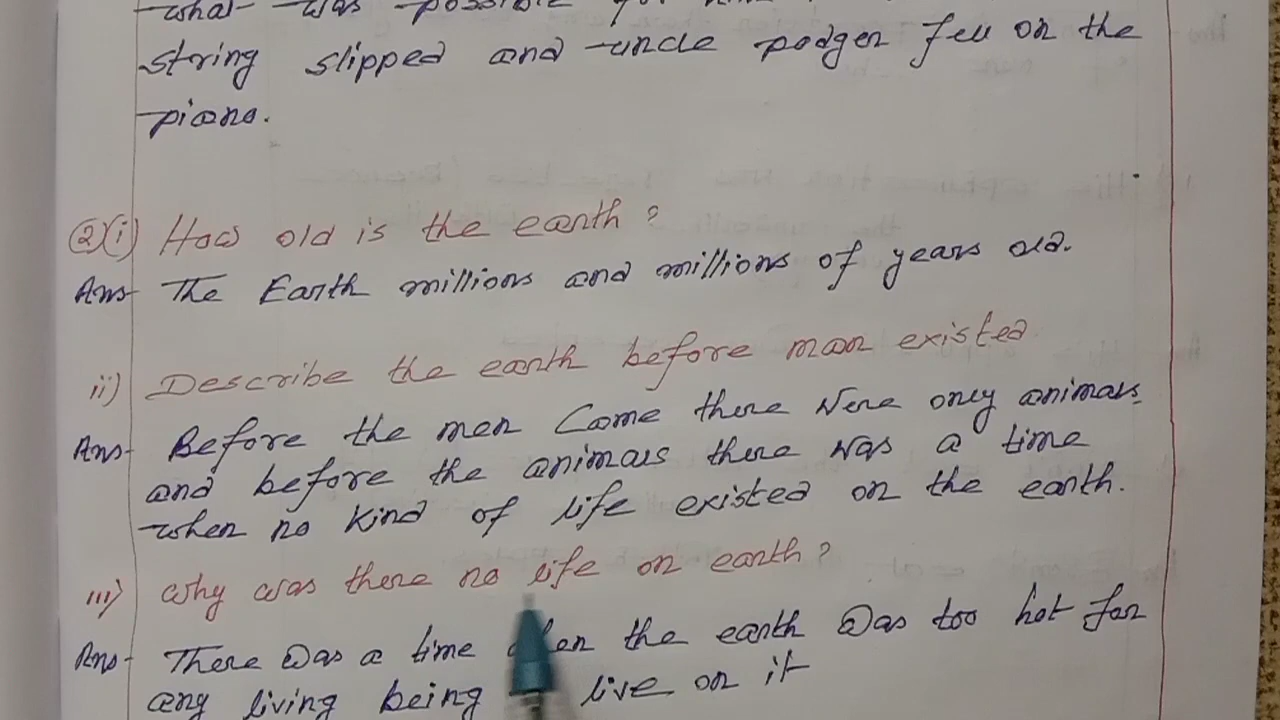 what was possible
string slipped and uncle podger fell on the
piano.
2)(i) How old is the earth?
Ans- The Earth millions and millions of years old.
ii) Describe the earth before man existed
Ans- Before the men Come there were only animals.
and before the animals there was a time
when no kind of life existed on the earth.
iii) Why was there no life on earth?
Ans- There was a time when the earth was too hot for
any living being live on it